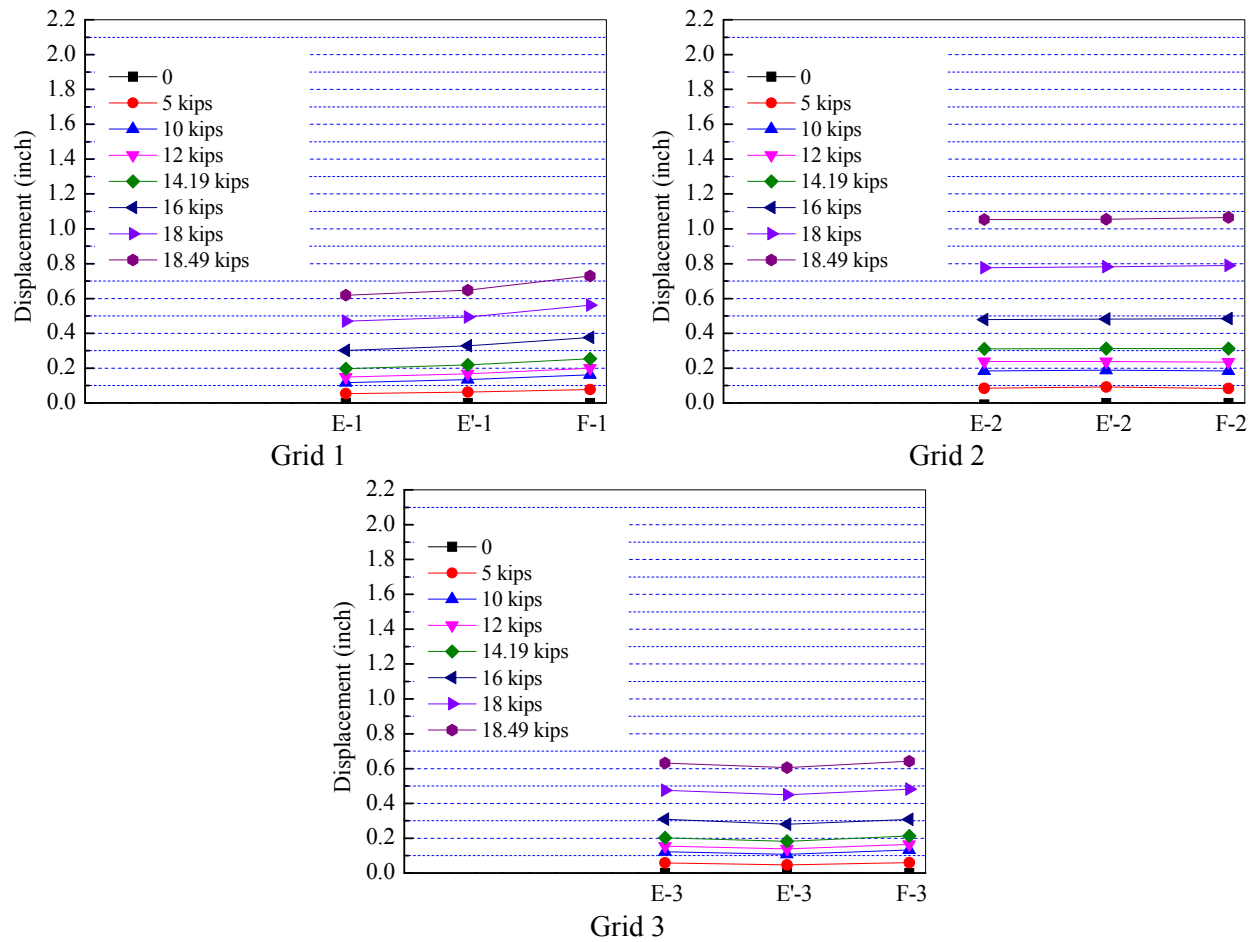 2.2
2.0
1.8
1.6
1.4
1.2
1.0
0.8
0.6
0.4
0.2
0.0
Displacement (inch)
0
5 kips
10 kips
12 kips
14.19 kips
16 kips
18 kips
18.49 kips
E-1 E'-1 F-1
Grid 1
2.2
2.0
1.8
1.6
1.4
1.2
1.0
0.8
0.6
0.4
0.2
0.0
Displacement (inch)
0
5 kips
10 kips
12 kips
14.19 kips
16 kips
18 kips
18.49 kips
E-2 E'-2 F-2
Grid 2
2.2
2.0
1.8
1.6
1.4
1.2
1.0
0.8
0.6
0.4
0.2
0.0
Displacement (inch)
0
5 kips
10 kips
12 kips
14.19 kips
16 kips
18 kips
18.49 kips
E-3 E'-3 F-3
Grid 3